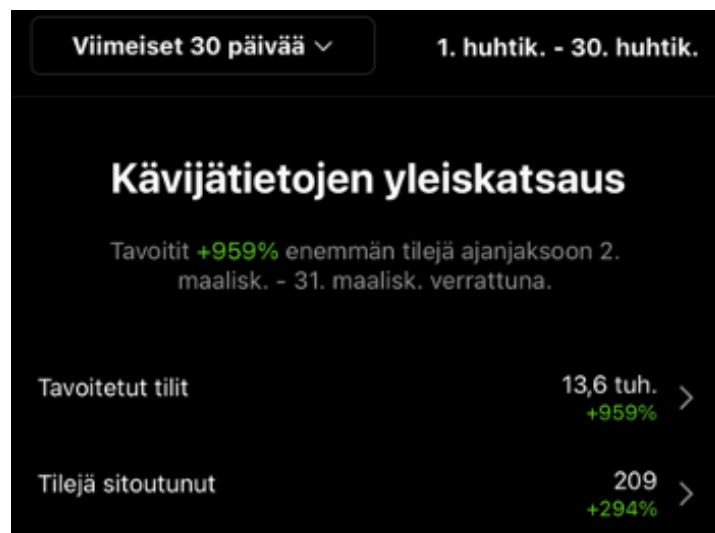 Viimeiset 30 päivää
1. huhtik. - 30. huhtik.
Kävijätietojen yleiskatsaus
Tavoitit +959% enemmän tilejä ajanjaksoon 2.
maalisk. - 31. maalisk. verrattuna.
Tavoitetut tilit
13,6 tuh.
+959%
Tilejä sitoutunut
209
+294%